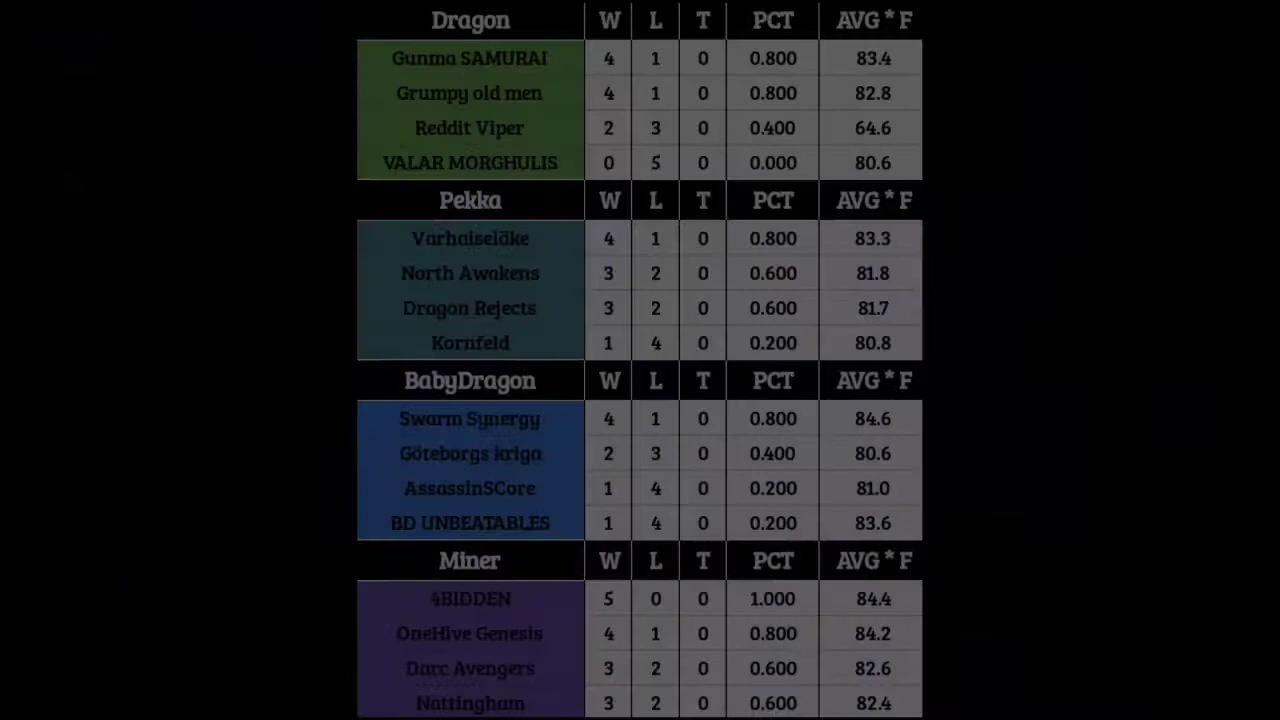 Dragon W L T PCT AVG * F
Gunma SAMURAI 4 1 0 0.800 83.4
Grumpy old men 4 1 0 0.800 82.8
Reddit Viper 2 3 0 0.400 64.6
VALAR MORGHULIS 0 5 0 0.000 80.6
Pekka W L T PCT AVG * F
Varhaiseläke 4 1 0 0.800 83.3
North Awakens 3 2 0 0.600 81.8
Dragon Rejects 3 2 0 0.600 81.7
Kornfeld 1 4 0 0.200 80.8
BabyDragon W L T PCT AVG * F
Swarm Synergy 4 1 0 0.800 84.6
Göteborgs kriga 2 3 0 0.400 80.6
AssassinSCore 1 4 0 0.200 81.0
BD UNBEATABLES 1 4 0 0.200 83.6
Miner W L T PCT AVG * F
4BIDDEN 5 0 0 1.000 84.4
OneHive Genesis 4 1 0 0.800 84.2
Darc Avengers 3 2 0 0.600 82.6
Nattingham 3 2 0 0.600 82.4